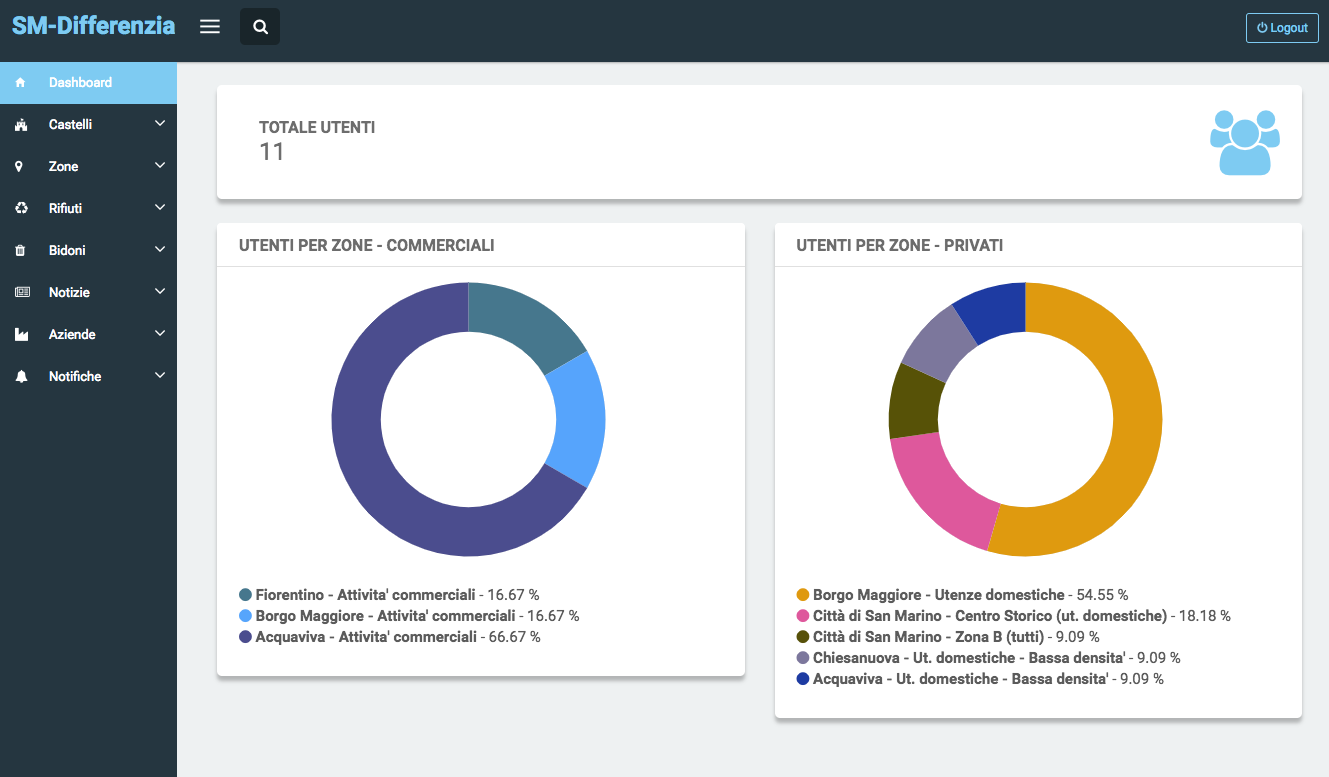 SM-Differenzia
Logout
Dashboard
Castelli
Zone
Rifiuti
Bidoni
Notizie
Aziende
Notifiche
TOTALE UTENTI
11
UTENTI PER ZONE - COMMERCIALI
Fiorentino - Attivita' commerciali - 16.67 %
Borgo Maggiore - Attivita' commerciali - 16.67 %
Acquaviva - Attivita' commerciali - 66.67 %
UTENTI PER ZONE - PRIVATI
Borgo Maggiore - Utenze domestiche - 54.55 %
Città di San Marino - Centro Storico (ut. domestiche) - 18.18 %
Città di San Marino - Zona B (tutti) - 9.09 %
Chiesanuova - Ut. domestiche - Bassa densita' - 9.09 %
Acquaviva - Ut. domestiche - Bassa densita' - 9.09 %